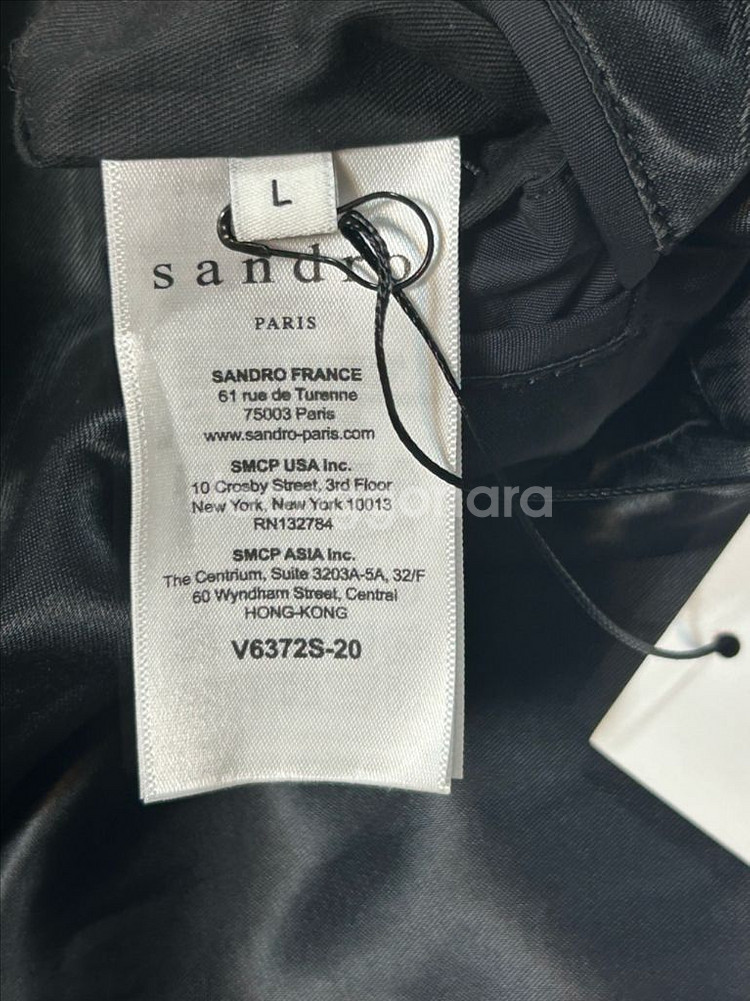 L
sandro
PARIS
SANDRO FRANCE
61 rue de Turenne
75003 Paris
www.sandro-paris.com
SMCP USA Inc.
10 Crosby Street, 3rd Floor
New York, New York 10013
RN132784
SMCP ASIA Inc.
The Centrium, Suite 3203A-5A, 32/F
60 Wyndham Street, Central
HONG-KONG
V6372S-20